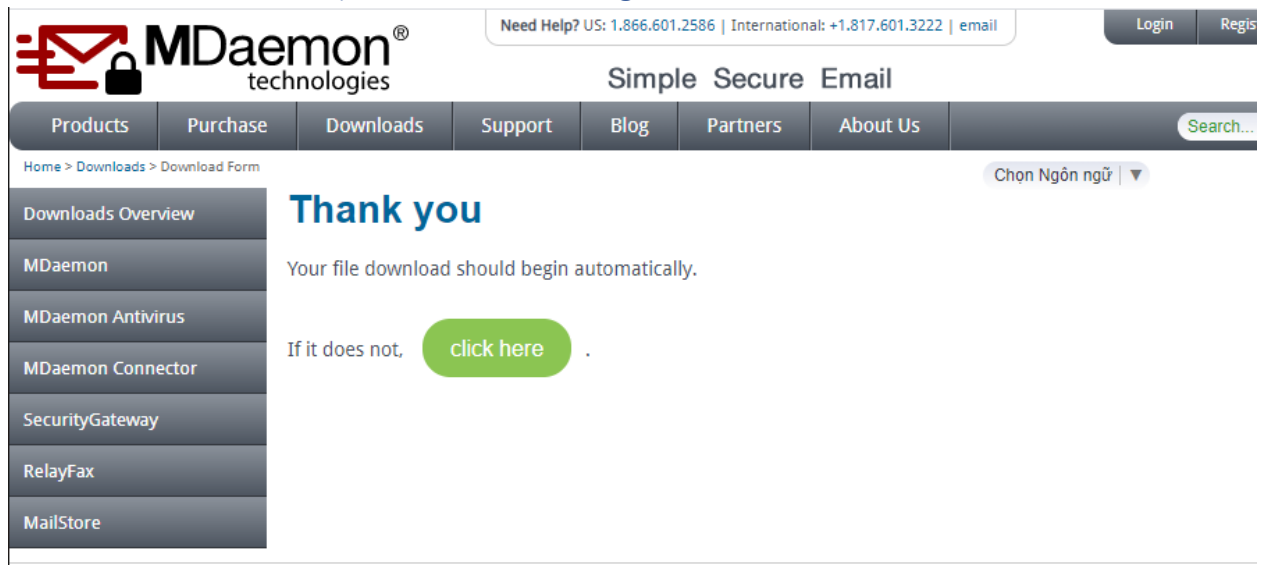 MDaemon®
technologies
Need Help? US: 1.866.601.2586 | International: +1.817.601.3222 | email
Login
Simple Secure Email
Products Purchase Downloads Support Blog Partners About Us
Search...
Home > Downloads > Download Form
Chọn Ngôn ngữ ▼
Downloads Overview
MDaemon
MDaemon Antivirus
MDaemon Connector
SecurityGateway
RelayFax
MailStore
Thank you
Your file download should begin automatically.
If it does not, click here .